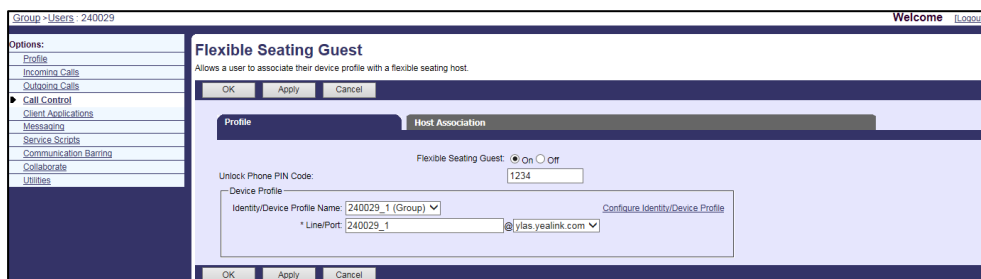 Group >Users : 240029
Welcome [Logou
Options:
Profile
Incoming Calls
Outgoing Calls
Call Control
Client Applications
Messaging
Service Scripts
Communication Barring
Collaborate
Utilities
Flexible Seating Guest
Allows a user to associate their device profile with a flexible seating host.
OK Apply Cancel
Profile Host Association
Flexible Seating Guest: On Off
Unlock Phone PIN Code: 1234
Device Profile
Identity/Device Profile Name: 240029_1 (Group) Configure Identity/Device Profile
* Line/Port: 240029_1 @ ylas.yealink.com
OK Apply Cancel